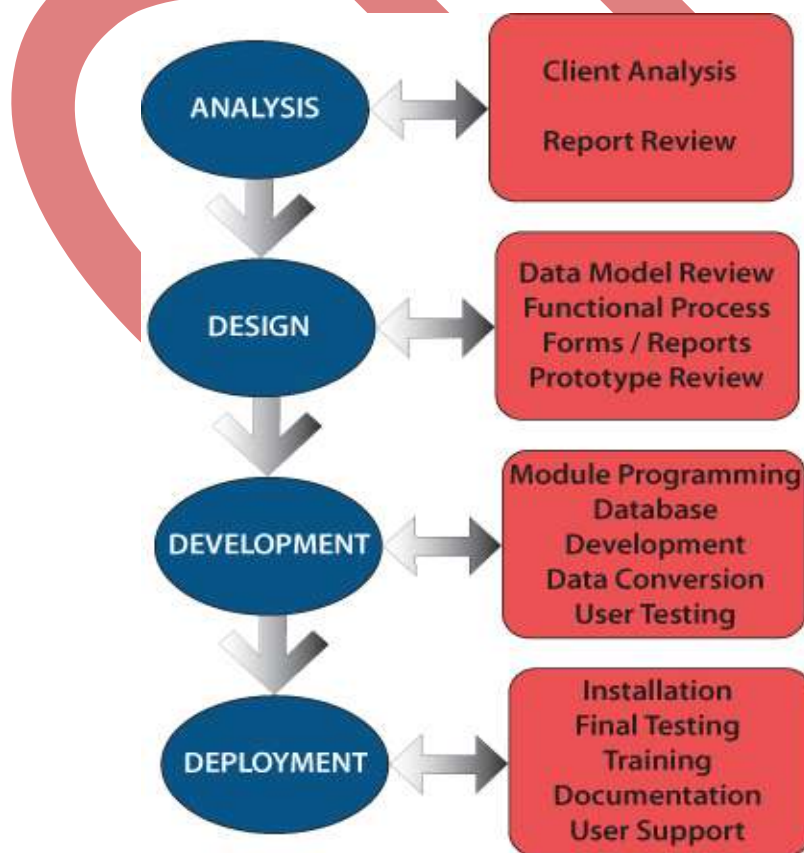 ANALYSIS
Client Analysis
Report Review
DESIGN
Data Model Review
Functional Process
Forms / Reports
Prototype Review
DEVELOPMENT
Module Programming
Database
Development
Data Conversion
User Testing
DEPLOYMENT
Installation
Final Testing
Training
Documentation
User Support